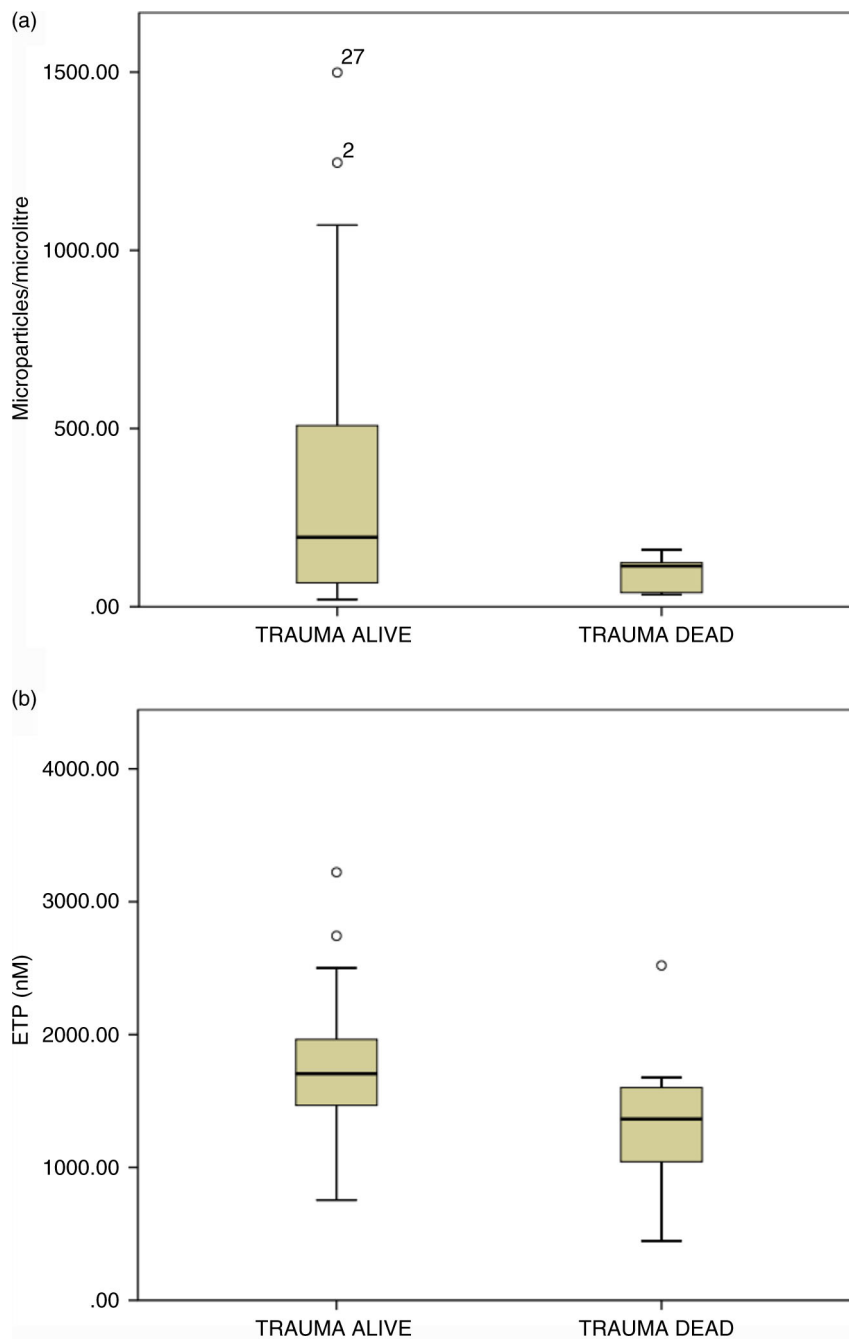 (a)
1500.00
27
2
1000.00
Microparticles/microlitre
500.00
.00
TRAUMA ALIVE TRAUMA DEAD
(b)
4000.00
3000.00
ETP (nM)
2000.00
1000.00
.00
TRAUMA ALIVE TRAUMA DEAD